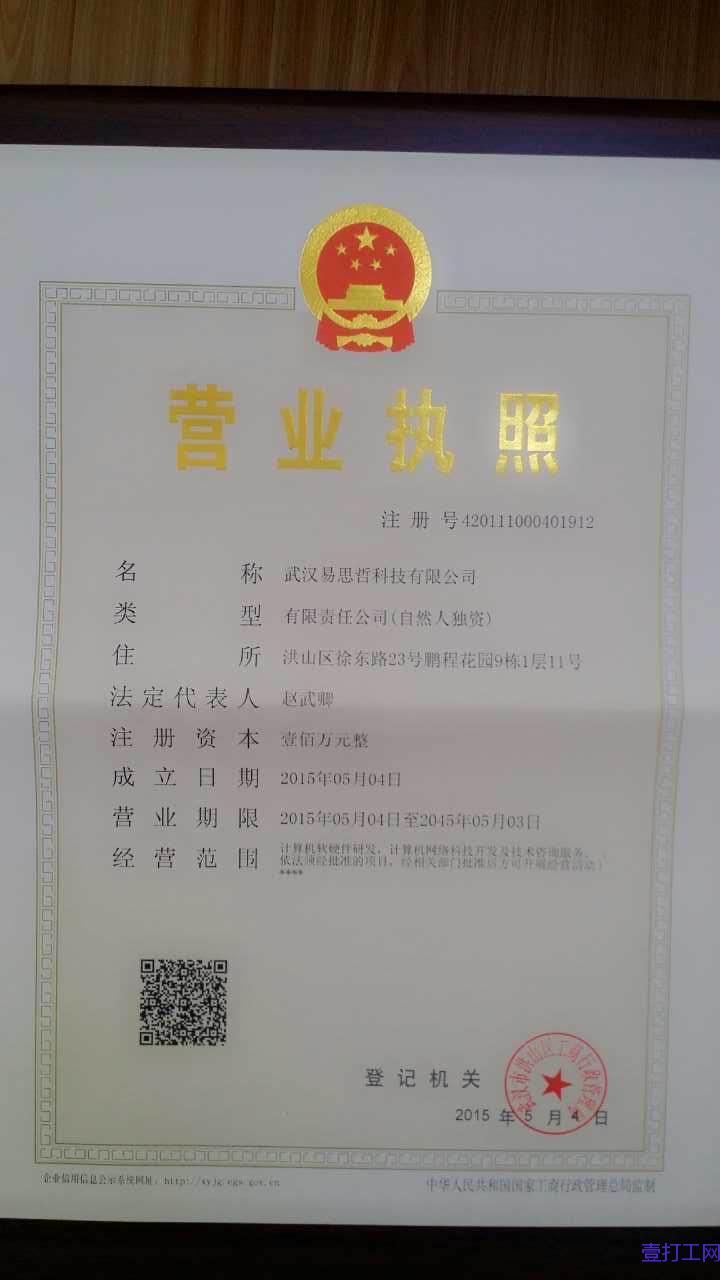 营业执照
注册号420111000401912
名称 武汉易思哲科技有限公司
类型 有限责任公司(自然人独资)
住所 洪山区徐东路23号鹏程花园9栋1层11号
法定代表人 赵武卿
注册资本 壹佰万元整
成立日期 2015年05月04日
营业期限 2015年05月04日至2045年05月03日
经营范围 计算机软硬件研发，计算机网络科技开发及技术咨询服务。（
依法须经批准的项目，经相关部门批准后方可开展经营活动）
****
武汉市洪山区工商行政管理局
登记机关
2015 年 5 月 4 日
企业信用信息公示系统网址：http://xyjg.egs.gov.cn
中华人民共和国国家工商行政管理总局监制
壹打工网